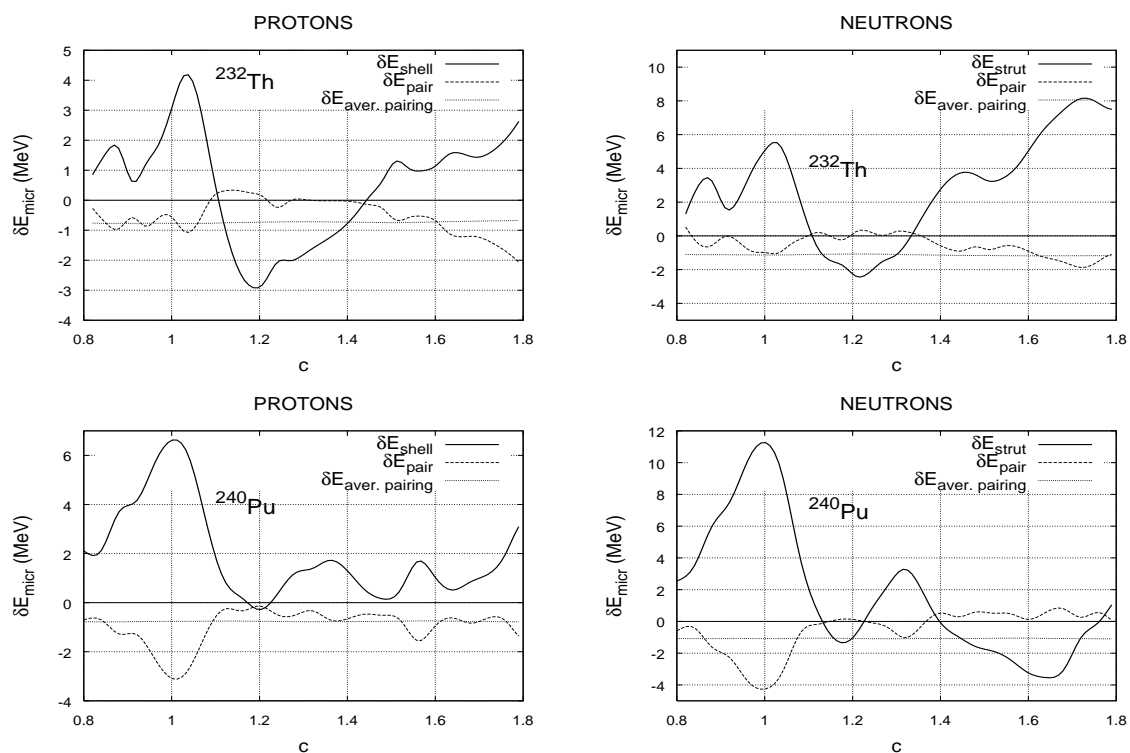 PROTONS
δE_shell
δE_pair
δE_aver. pairing
²³²Th
δE_micr (MeV)
5
4
3
2
1
0
-1
-2
-3
-4
0.8 1 1.2 1.4 1.6 1.8
c
NEUTRONS
δE_strut
δE_pair
δE_aver. pairing
²³²Th
δE_micr (MeV)
10
8
6
4
2
0
-2
-4
0.8 1 1.2 1.4 1.6 1.8
c
PROTONS
δE_shell
δE_pair
δE_aver. pairing
²⁴⁰Pu
δE_micr (MeV)
6
4
2
0
-2
-4
0.8 1 1.2 1.4 1.6 1.8
c
NEUTRONS
δE_strut
δE_pair
δE_aver. pairing
²⁴⁰Pu
δE_micr (MeV)
12
10
8
6
4
2
0
-2
-4
0.8 1 1.2 1.4 1.6 1.8
c